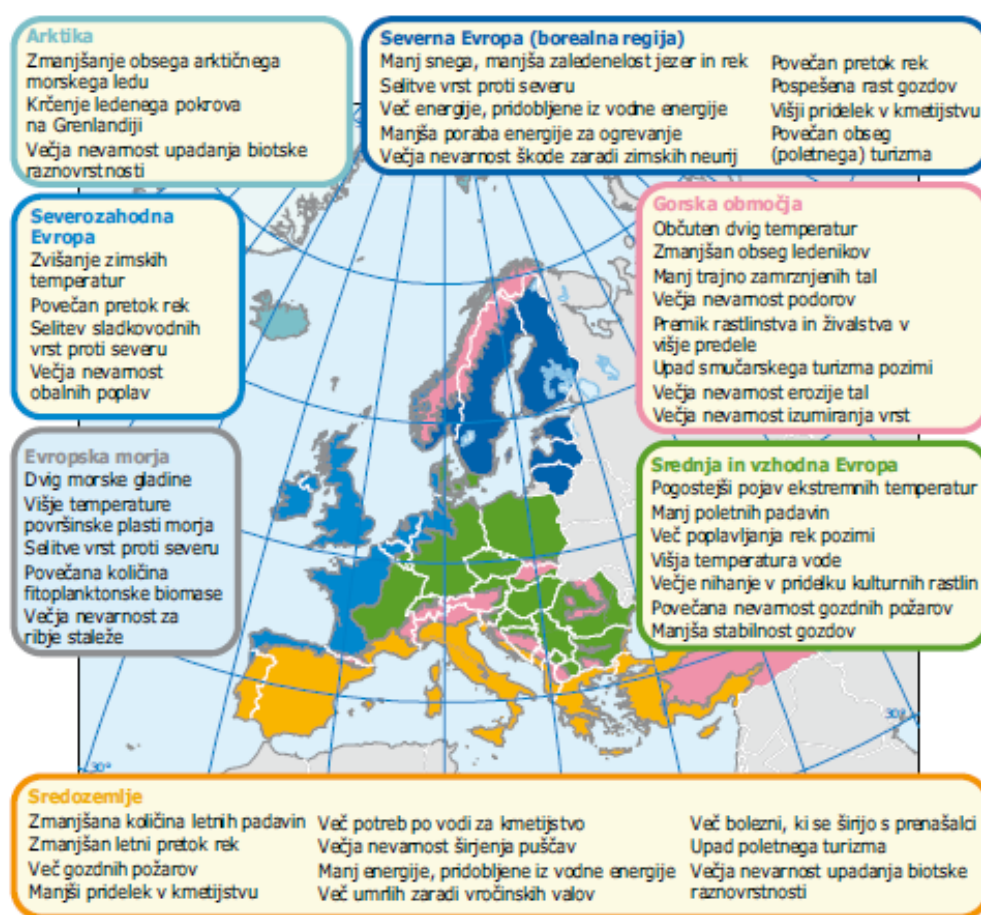 Arktika
Zmanjšanje obsega arktičnega
morskega ledu
Krčenje ledenega pokrova
na Grenlandiji
Večja nevarnost upadanja biotske
raznovrstnosti
Severna Evropa (borealna regija)
Manj snega, manjša zaledenelost jezer in rek
Selitve vrst proti severu
Več energije, pridobljene iz vodne energije
Manjša poraba energije za ogrevanje
Večja nevarnost škode zaradi zimskih neurij
Povečan pretok rek
Pospešena rast gozdov
Višji pridelek v kmetijstvu
Povečan obseg
(poletnega) turizma
Severozahodna
Evropa
Zvišanje zimskih
temperatur
Povečan pretok rek
Selitev sladkovodnih
vrst proti severu
Večja nevarnost
obalnih poplav
Gorska območja
Občuten dvig temperatur
Zmanjšan obseg ledenikov
Manj trajno zamrznjenih tal
Večja nevarnost podorov
Premik rastlinstva in živalstva v
višje predele
Upad smučarskega turizma pozimi
Večja nevarnost erozije tal
Večja nevarnost izumiranja vrst
Evropska morja
Dvig morske gladine
Višje temperature
površinske plasti morja
Selitve vrst proti severu
Povečana količina
fitoplanktonske biomase
Večja nevarnost za
ribje staleže
Srednja in vzhodna Evropa
Pogostejši pojav ekstremnih temperatur
Manj poletnih padavin
Več poplavljanja rek pozimi
Višja temperatura vode
Večje nihanje v pridelku kulturnih rastlin
Povečana nevarnost gozdnih požarov
Manjša stabilnost gozdov
30°
30°
Sredozemlje
Zmanjšana količina letnih padavin
Zmanjšan letni pretok rek
Več gozdnih požarov
Manjši pridelek v kmetijstvu
Več potreb po vodi za kmetijstvo
Večja nevarnost širjenja puščav
Manj energije, pridobljene iz vodne energije
Več umrlih zaradi vročinskih valov
Več bolezni, ki se širijo s prenašalci
Upad poletnega turizma
Večja nevarnost upadanja biotske
raznovrstnosti